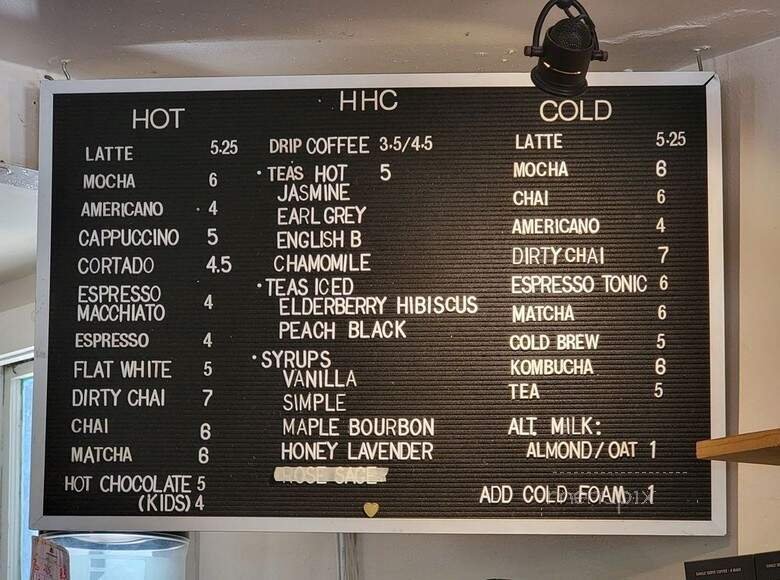 HHC
HOT
LATTE 5.25
MOCHA 6
AMERICANO 4
CAPPUCCINO 5
CORTADO 4.5
ESPRESSO
MACCHIATO 4
ESPRESSO 4
FLAT WHITE 5
DIRTY CHAI 7
CHAI 6
MATCHA 6
HOT CHOCOLATE 5
(KIDS) 4
DRIP COFFEE 3.5/4.5
• TEAS HOT 5
JASMINE
EARL GREY
ENGLISH B
CHAMOMILE
• TEAS ICED
ELDERBERRY HIBISCUS
PEACH BLACK
• SYRUPS
VANILLA
SIMPLE
MAPLE BOURBON
HONEY LAVENDER
ROSE SAGE
COLD
LATTE 5.25
MOCHA 6
CHAI 6
AMERICANO 4
DIRTY CHAI 7
ESPRESSO TONIC 6
MATCHA 6
COLD BREW 5
KOMBUCHA 6
TEA 5
ALT MILK:
ALMOND/OAT 1
ADD COLD FOAM 1